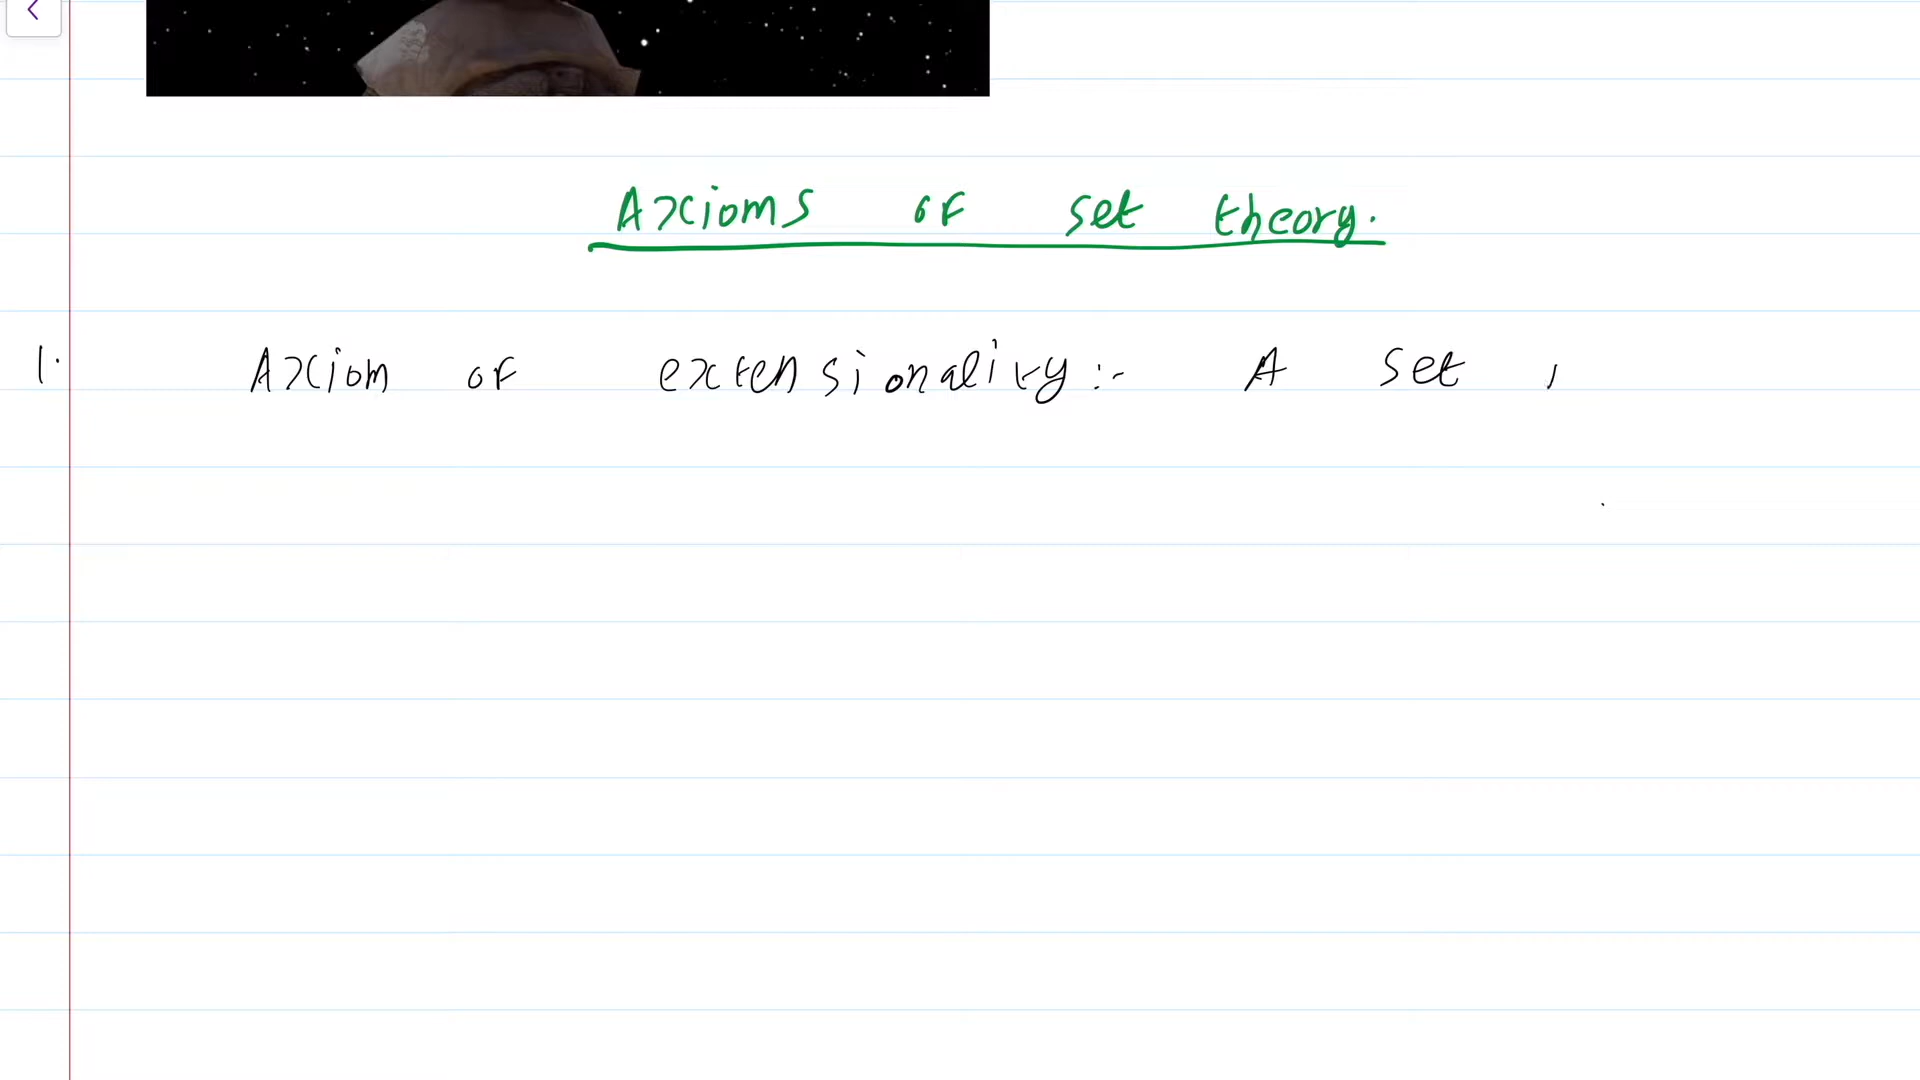 Axioms of set theory.
1. Axiom of extensionality:- A set